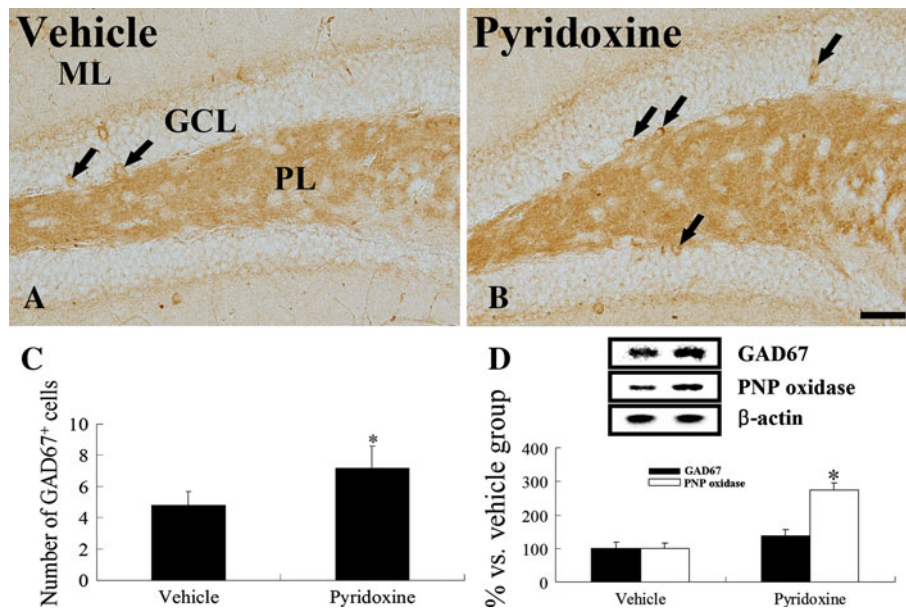 Vehicle
ML
GCL
PL
A
Pyridoxine
B
C
Number of GAD67+ cells
10
8
6
4
2
0
Vehicle
Pyridoxine
*
D
GAD67
PNP oxidase
β-actin
% vs. vehicle group
400
300
200
100
0
GAD67
PNP oxidase
*
Vehicle
Pyridoxine